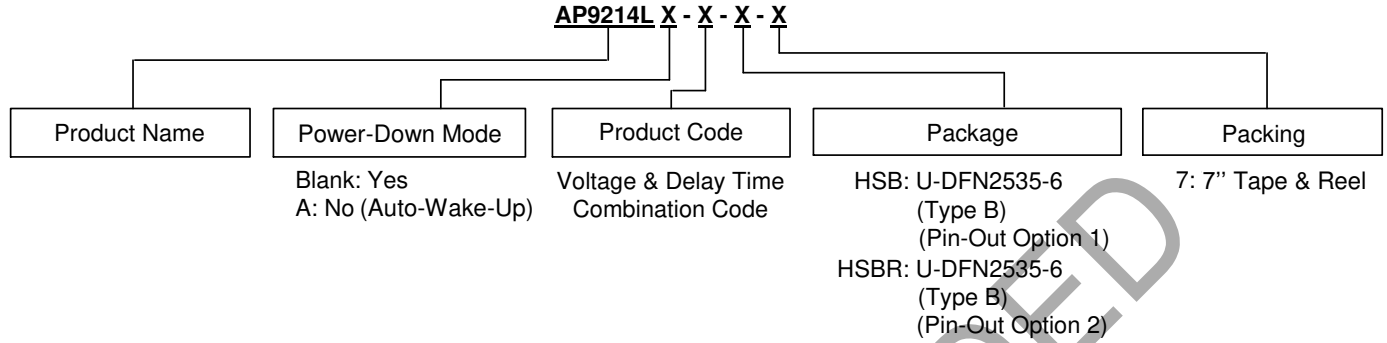 AP9214L X - X - X - X
Product Name
Power-Down Mode
Product Code
Package
Packing
Blank: Yes
A: No (Auto-Wake-Up)
Voltage & Delay Time
Combination Code
HSB: U-DFN2535-6
(Type B)
(Pin-Out Option 1)
HSBR: U-DFN2535-6
(Type B)
(Pin-Out Option 2)
7: 7'' Tape & Reel
ED